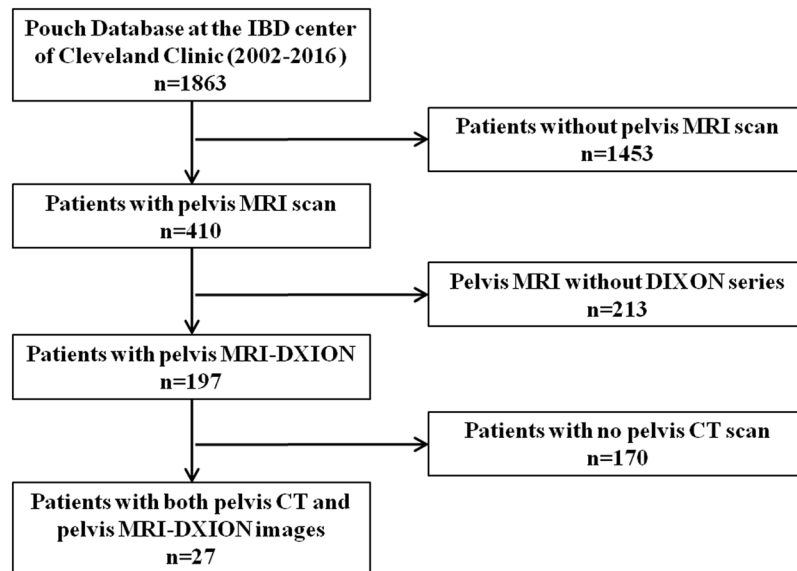 Pouch Database at the IBD center
of Cleveland Clinic (2002-2016)
n=1863
Patients without pelvis MRI scan
n=1453
Patients with pelvis MRI scan
n=410
Pelvis MRI without DIXON series
n=213
Patients with pelvis MRI-DXION
n=197
Patients with no pelvis CT scan
n=170
Patients with both pelvis CT and
pelvis MRI-DXION images
n=27